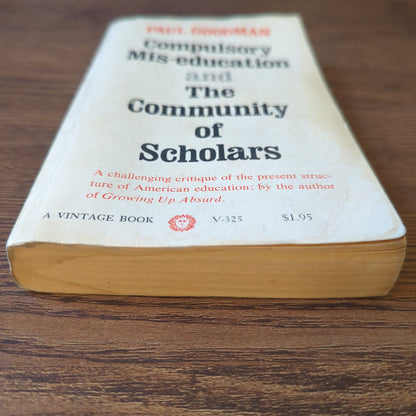 PAUL GOODMAN
Compulsory
Mis-education
and
The
Community
of
Scholars
A challenging critique of the present struc-
ture of American education; by the author
of Growing Up Absurd.
A VINTAGE BOOK V-325 $1.95